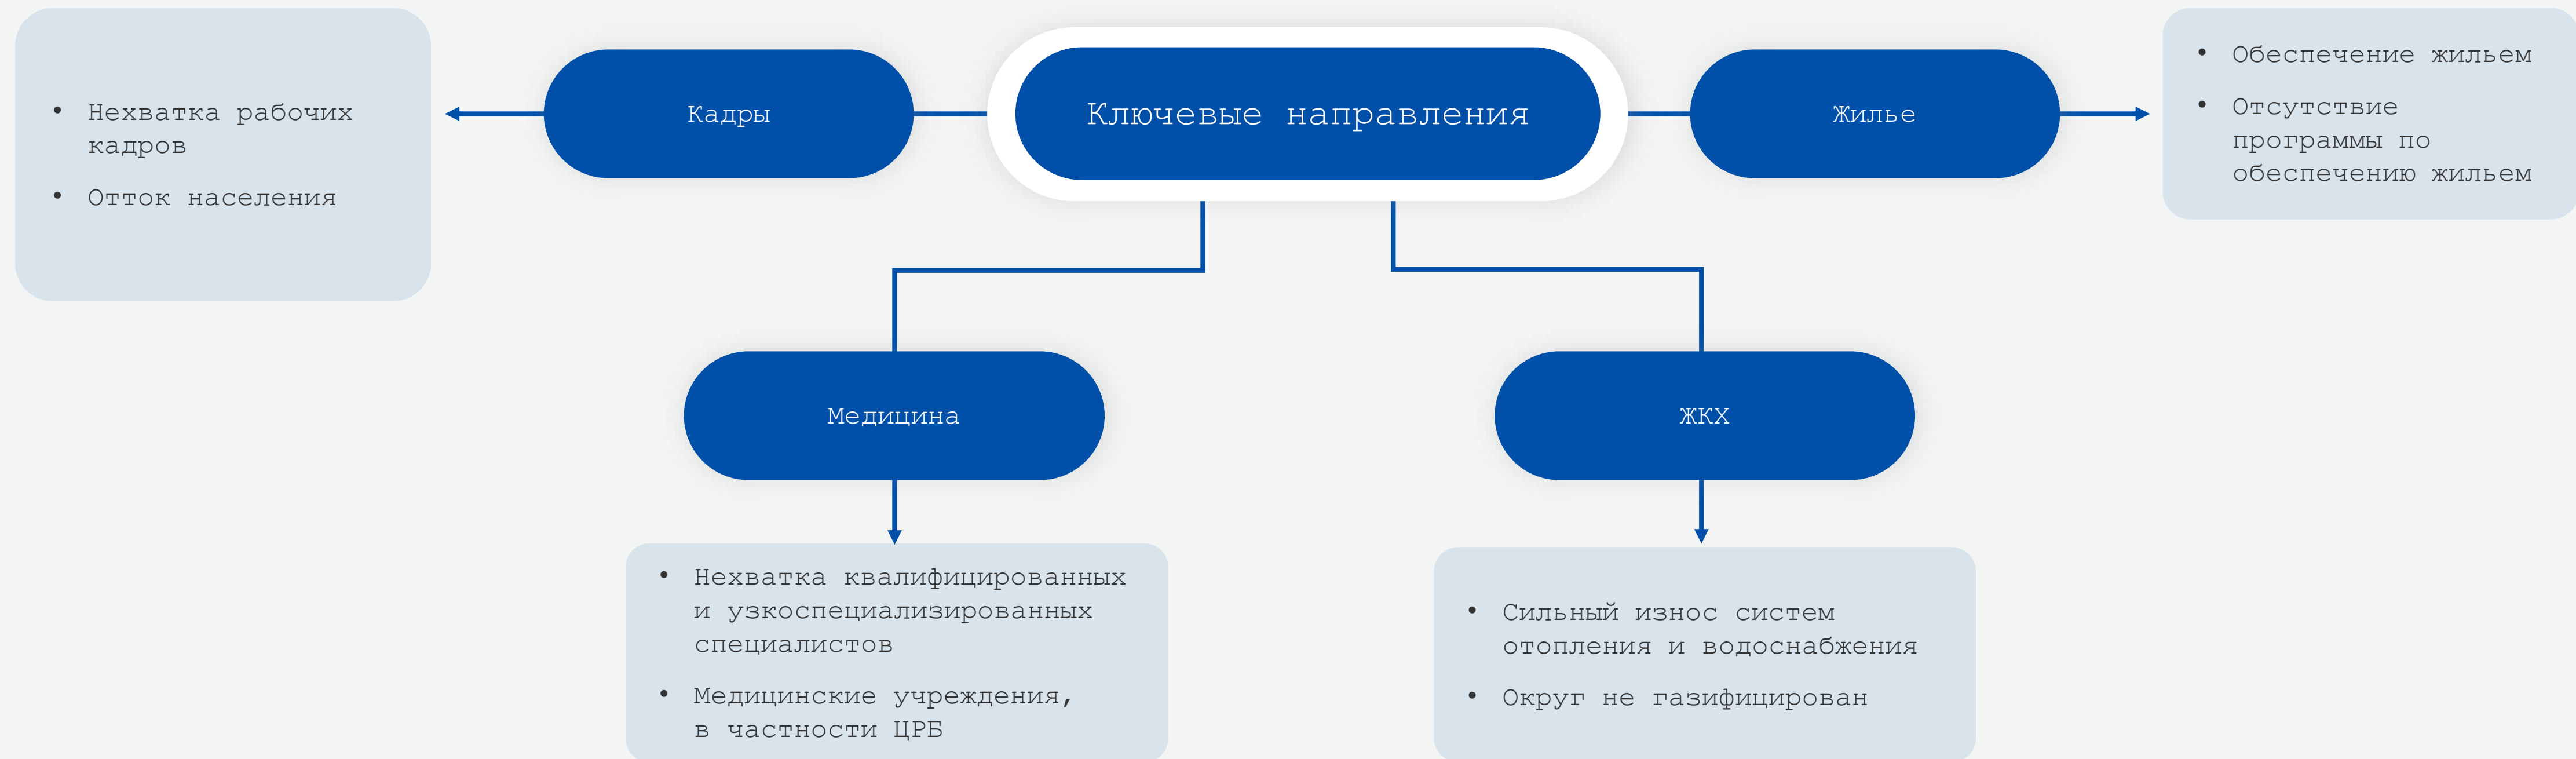 Ключевые направления
Кадры
• Нехватка рабочих
кадров
• Отток населения
Жилье
• Обеспечение жильем
• Отсутствие
программы по
обеспечению жильем
Медицина
• Нехватка квалифицированных
и узкоспециализированных
специалистов
• Медицинские учреждения,
в частности ЦРБ
ЖКХ
• Сильный износ систем
отопления и водоснабжения
• Округ не газифицирован